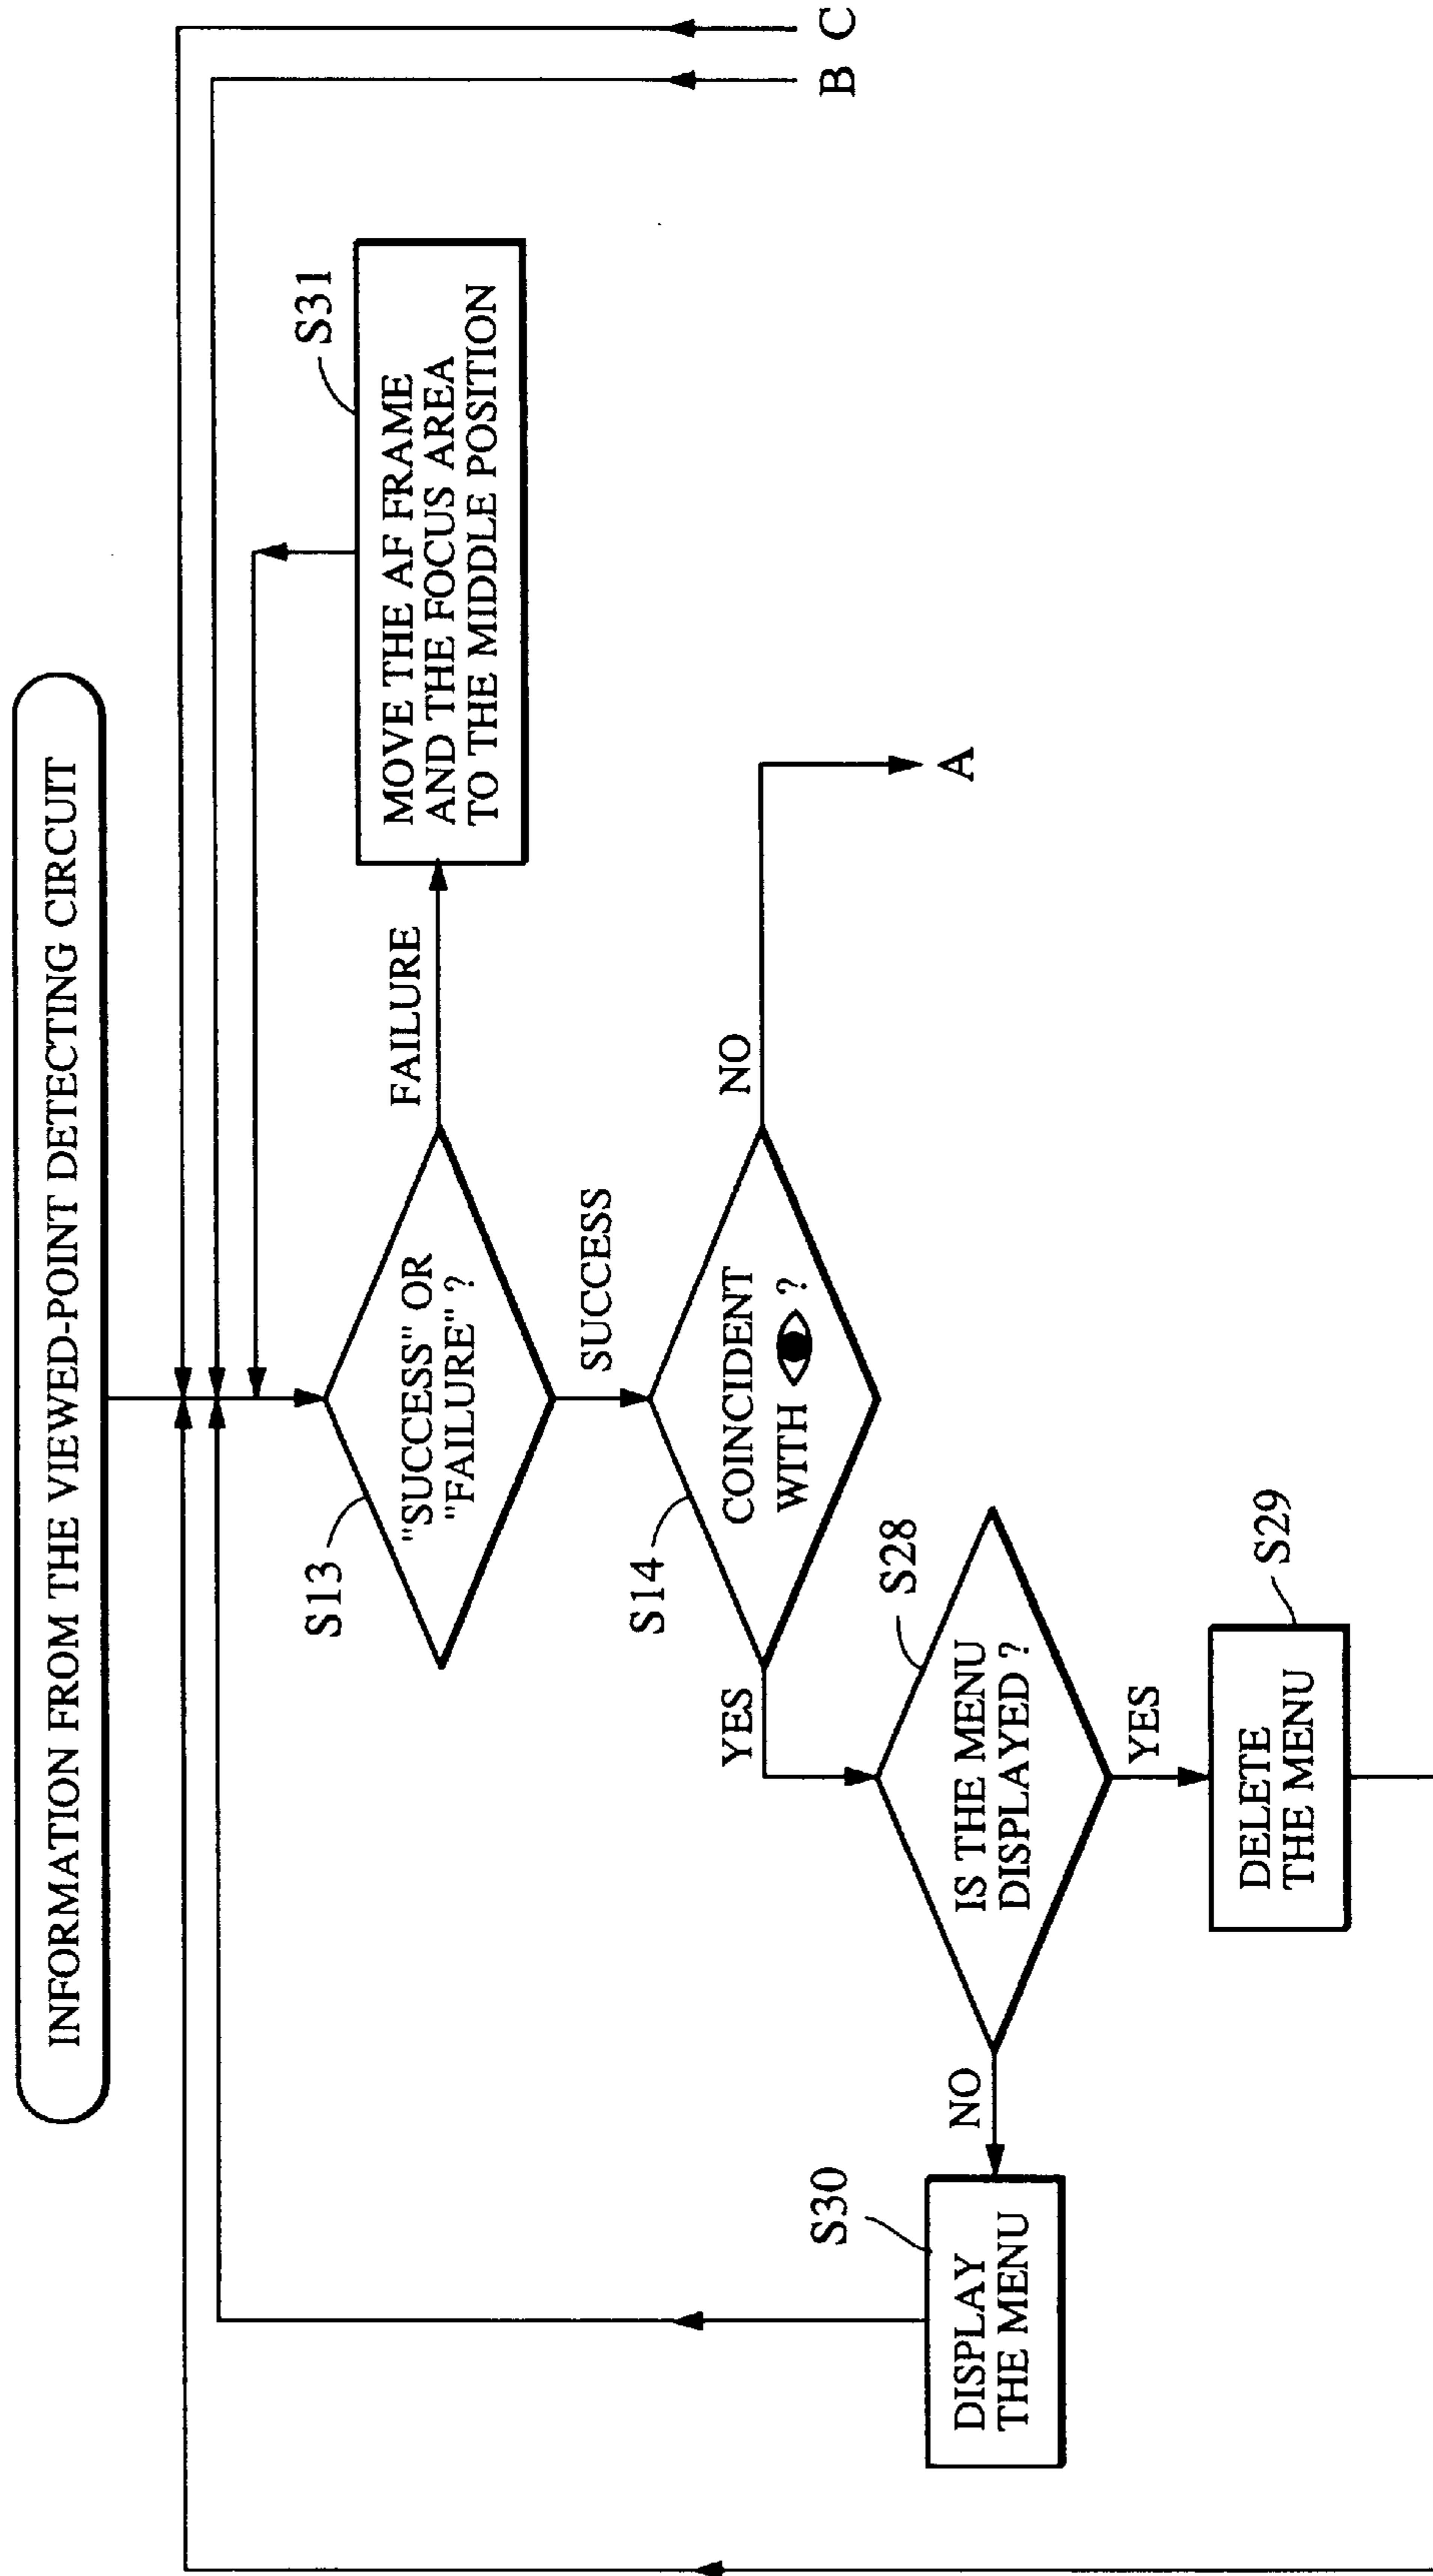 INFORMATION FROM THE VIEWED-POINT DETECTING CIRCUIT
S13
"SUCCESS" OR
"FAILURE" ?
FAILURE
S31
MOVE THE AF FRAME
AND THE FOCUS AREA
TO THE MIDDLE POSITION
SUCCESS
S14
COINCIDENT
WITH ?
NO
A
B
C
YES
S28
IS THE MENU
DISPLAYED ?
NO
S30
DISPLAY
THE MENU
YES
S29
DELETE
THE MENU